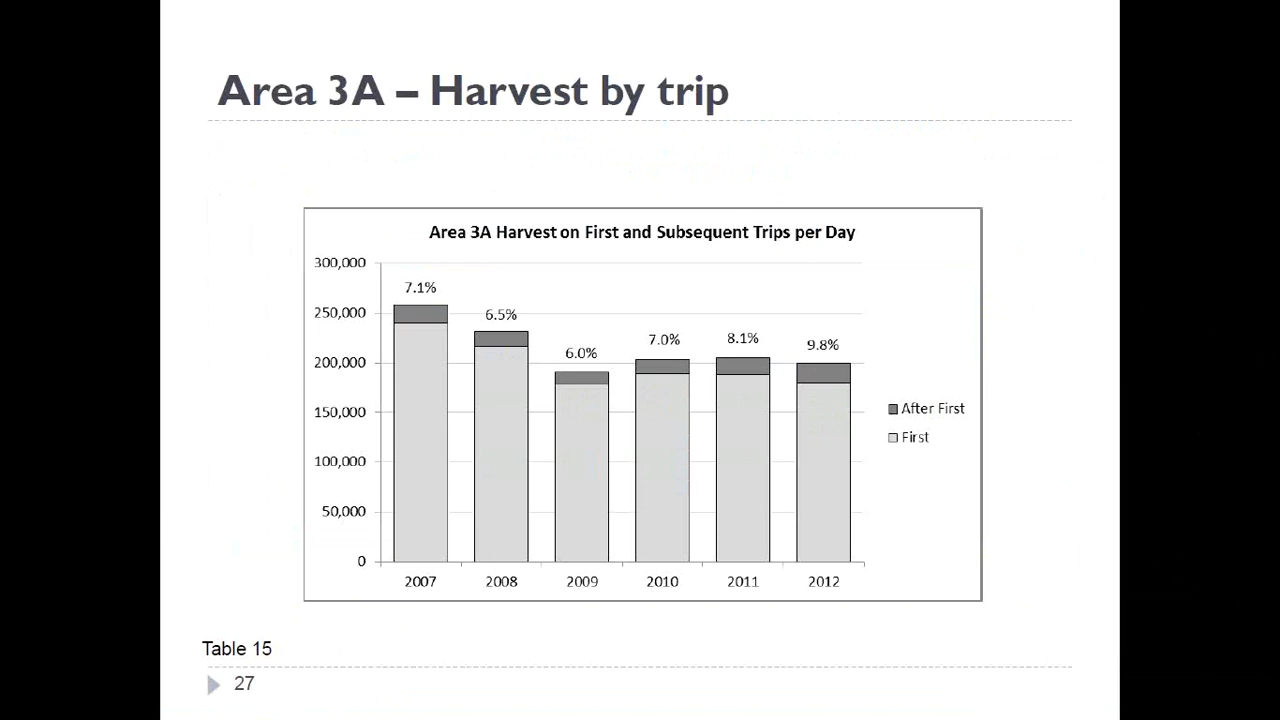 Area 3A – Harvest by trip
Area 3A Harvest on First and Subsequent Trips per Day
300,000
250,000
200,000
150,000
100,000
50,000
0
7.1%
6.5%
6.0%
7.0%
8.1%
9.8%
2007 2008 2009 2010 2011 2012
After First
First
Table 15
27